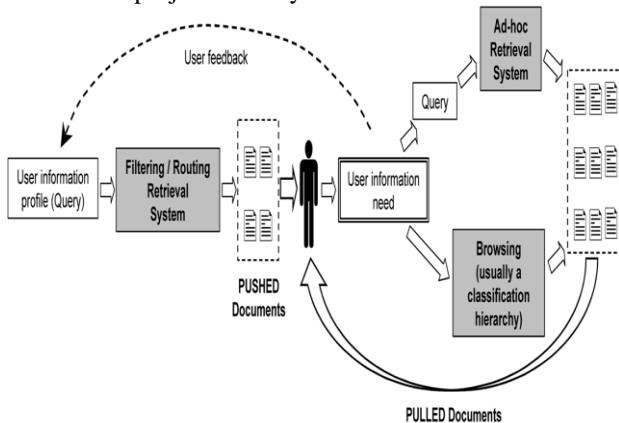 User feedback
User information
profile (Query)
Filtering / Routing
Retrieval
System
PUSHED
Documents
User information
need
Query
Ad-hoc
Retrieval
System
Browsing
(usually a
classification
hierarchy)
PULLED Documents